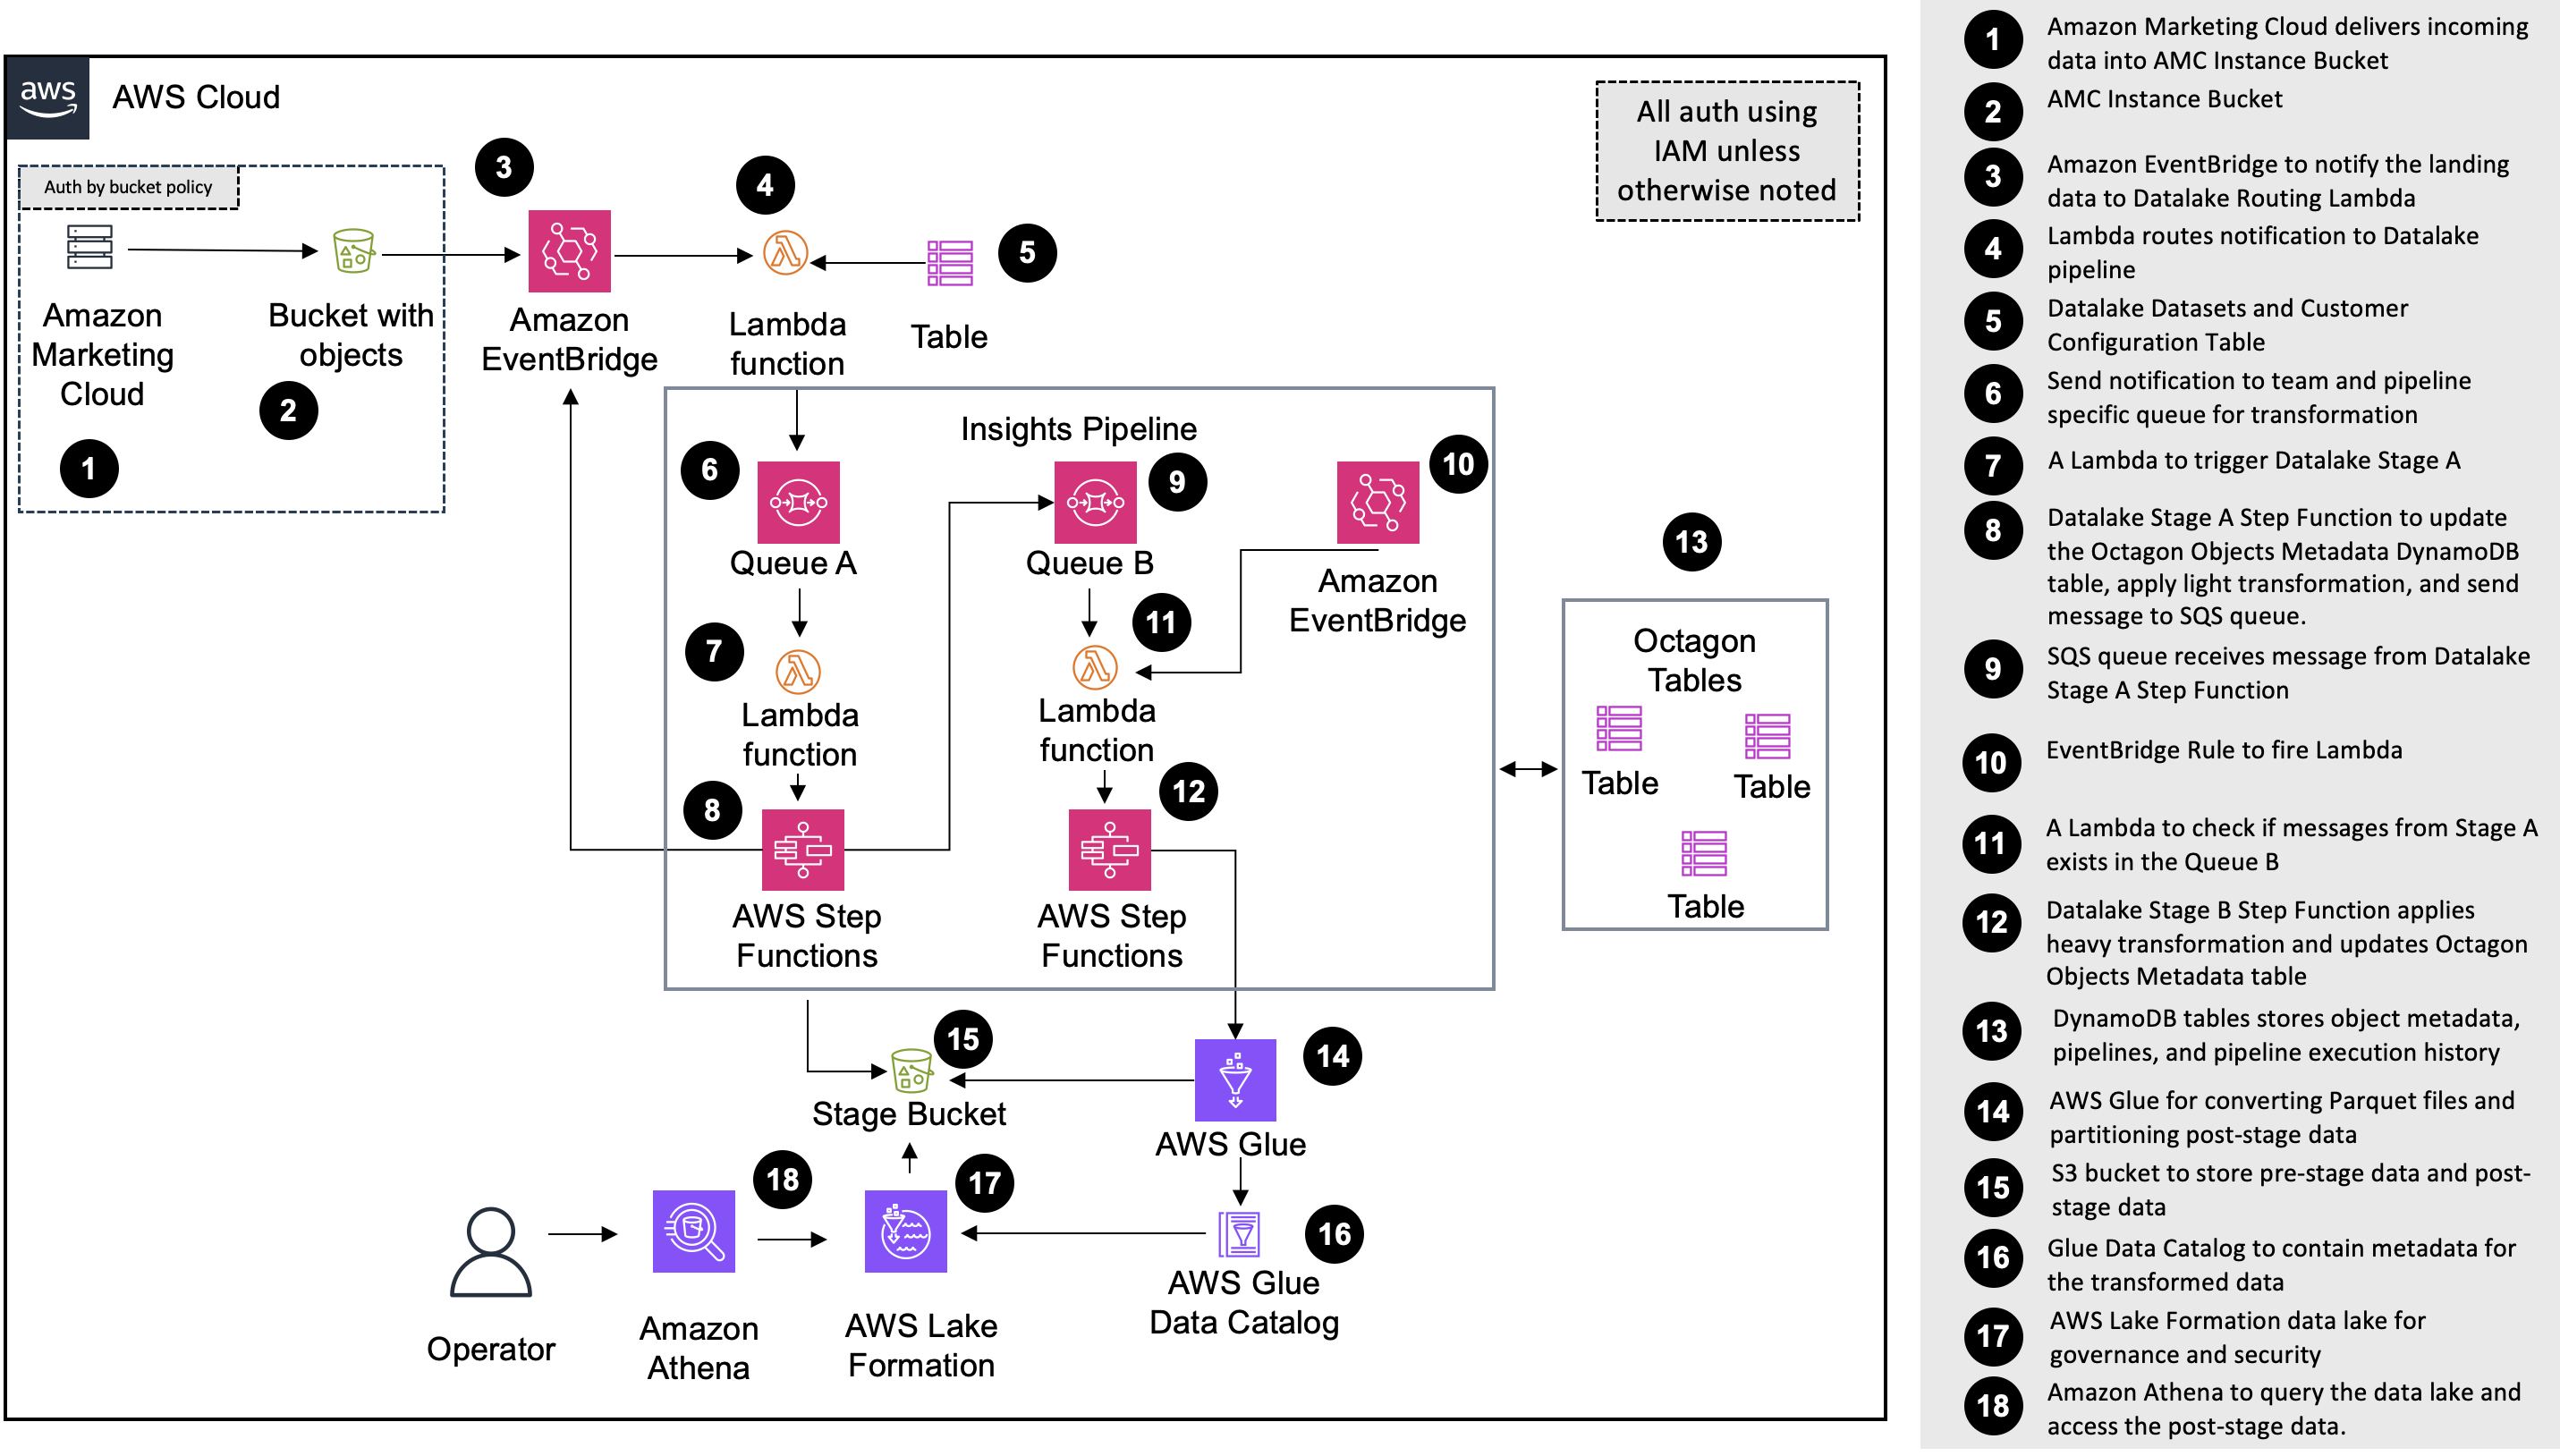 aws
AWS Cloud
All auth using
IAM unless
otherwise noted
Auth by bucket policy
Amazon
Marketing
Cloud
1
Bucket with
objects
2
3
Amazon
EventBridge
4
Lambda
function
5
Table
Insights Pipeline
6
Queue A
7
Lambda
function
8
AWS Step
Functions
9
Queue B
10
Amazon
EventBridge
11
Lambda
function
12
AWS Step
Functions
13
Octagon
Tables
Table
Table
Table
15
Stage Bucket
14
AWS Glue
16
AWS Glue
Data Catalog
17
AWS Lake
Formation
18
Amazon
Athena
Operator
1
Amazon Marketing Cloud delivers incoming
data into AMC Instance Bucket
2
AMC Instance Bucket
3
Amazon EventBridge to notify the landing
data to Datalake Routing Lambda
4
Lambda routes notification to Datalake
pipeline
5
Datalake Datasets and Customer
Configuration Table
6
Send notification to team and pipeline
specific queue for transformation
7
A Lambda to trigger Datalake Stage A
8
Datalake Stage A Step Function to update
the Octagon Objects Metadata DynamoDB
table, apply light transformation, and send
message to SQS queue.
9
SQS queue receives message from Datalake
Stage A Step Function
10
EventBridge Rule to fire Lambda
11
A Lambda to check if messages from Stage A
exists in the Queue B
12
Datalake Stage B Step Function applies
heavy transformation and updates Octagon
Objects Metadata table
13
DynamoDB tables stores object metadata,
pipelines, and pipeline execution history
14
AWS Glue for converting Parquet files and
partitioning post-stage data
15
S3 bucket to store pre-stage data and post-
stage data
16
Glue Data Catalog to contain metadata for
the transformed data
17
AWS Lake Formation data lake for
governance and security
18
Amazon Athena to query the data lake and
access the post-stage data.